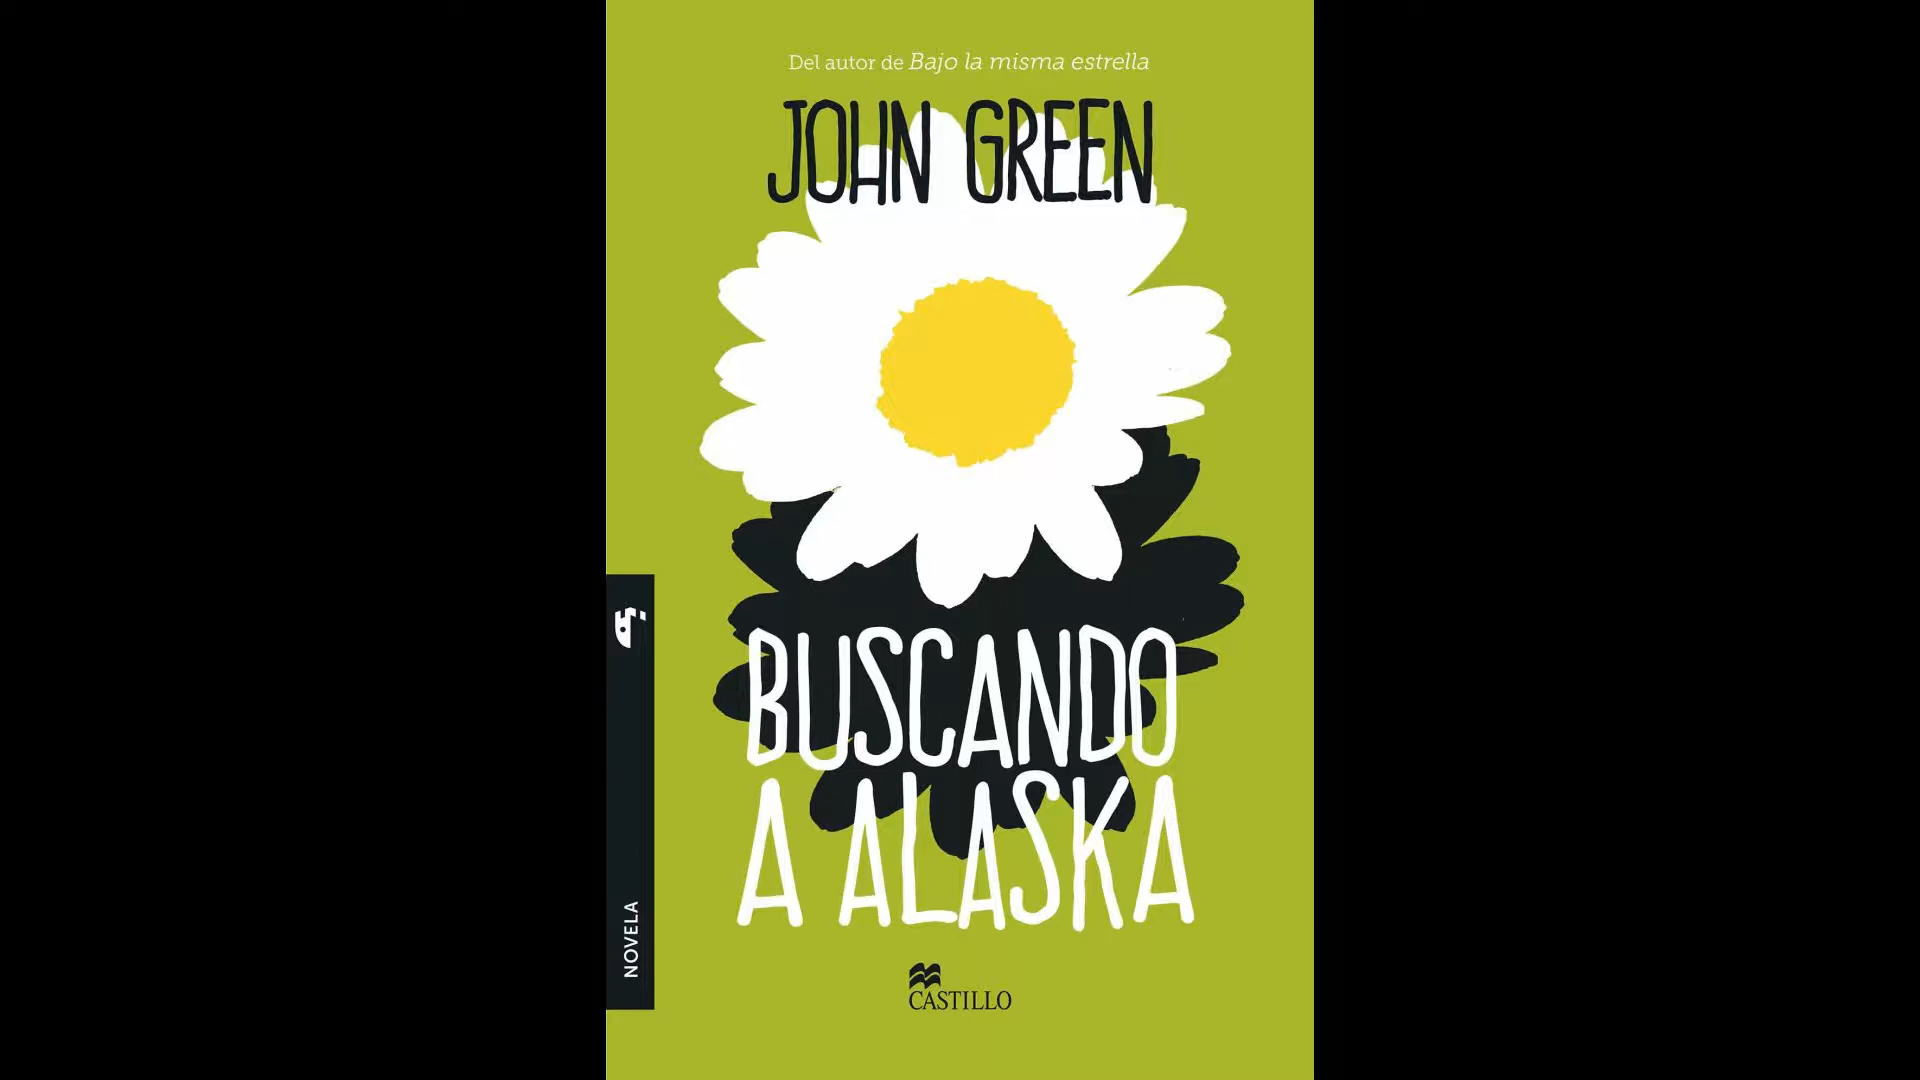 Del autor de Bajo la misma estrella
JOHN GREEN
BUSCANDO
A ALASKA
NOVELA
CASTILLO